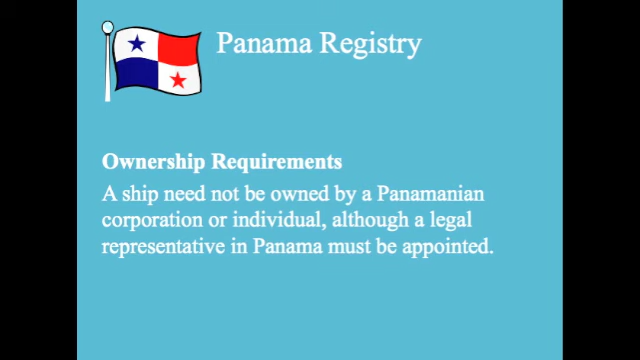 Panama Registry
Ownership Requirements
A ship need not be owned by a Panamanian
corporation or individual, although a legal
representative in Panama must be appointed.